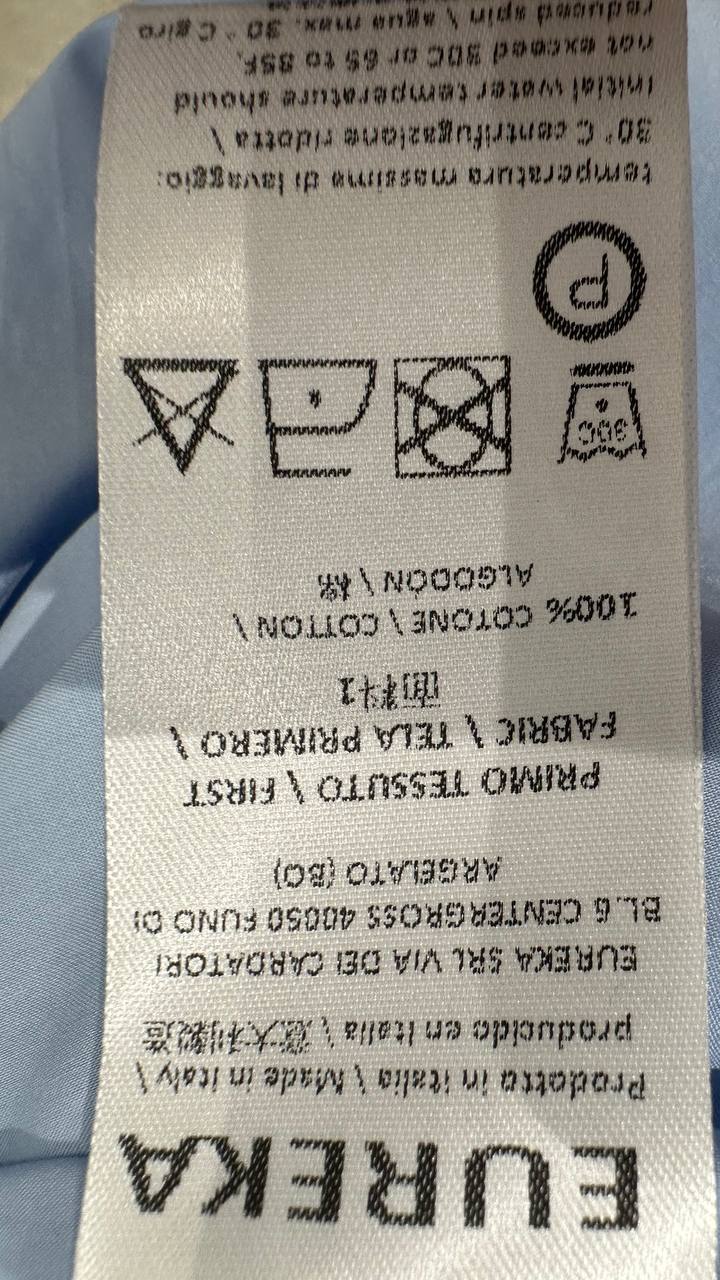 EUREKA
Prodotto in italia / Made in Italy /
producido en Italia / 意大利製造
EUREKA SRL VIA DEI CARDATORI
BL.6 CENTERGROSS 40050 FUNO DI
ARGELATO (BO)
PRIMO TESSUTO / FIRST
FABRIC / TELA PRIMERO /
面料1
100% COTONE / COTTON /
ALGODÓN / 棉
30C
P
temperatura massima di lavaggio:
30°C centrifugazione ridotta /
Initial water temperature should
not exceed 30C or 65 to 85F.
reduced spin / agua max. 30°C giro